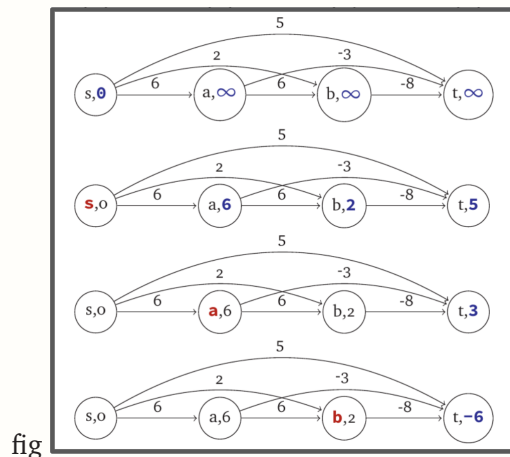 5
2 -3
s,0 6 a,∞ 6 b,∞ -8 t,∞
5
2 -3
s,0 6 a,6 6 b,2 -8 t,5
5
2 -3
s,0 6 a,6 6 b,2 -8 t,3
5
2 -3
s,0 6 a,6 6 b,2 -8 t,-6
fig